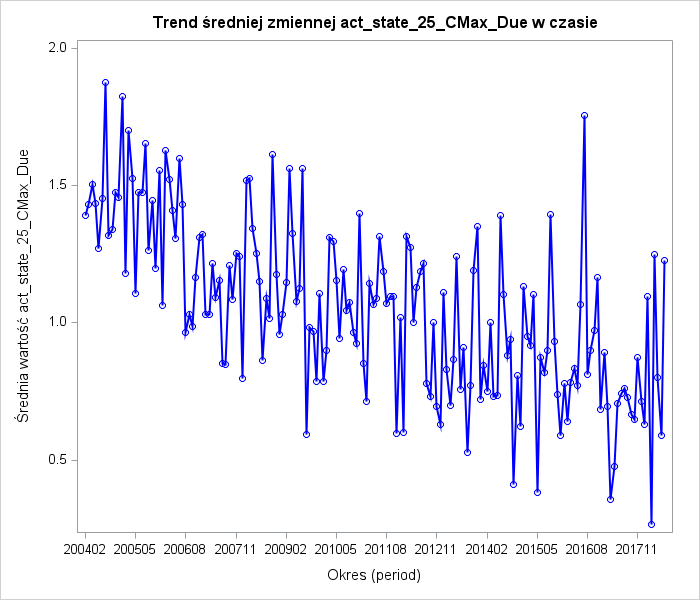 Trend średniej zmiennej act_state_25_CMax_Due w czasie
2.0
1.5
1.0
0.5
Średnia wartość act_state_25_CMax_Due
200402 200505 200608 200711 200902 201005 201108 201211 201402 201505 201608 201711
Okres (period)